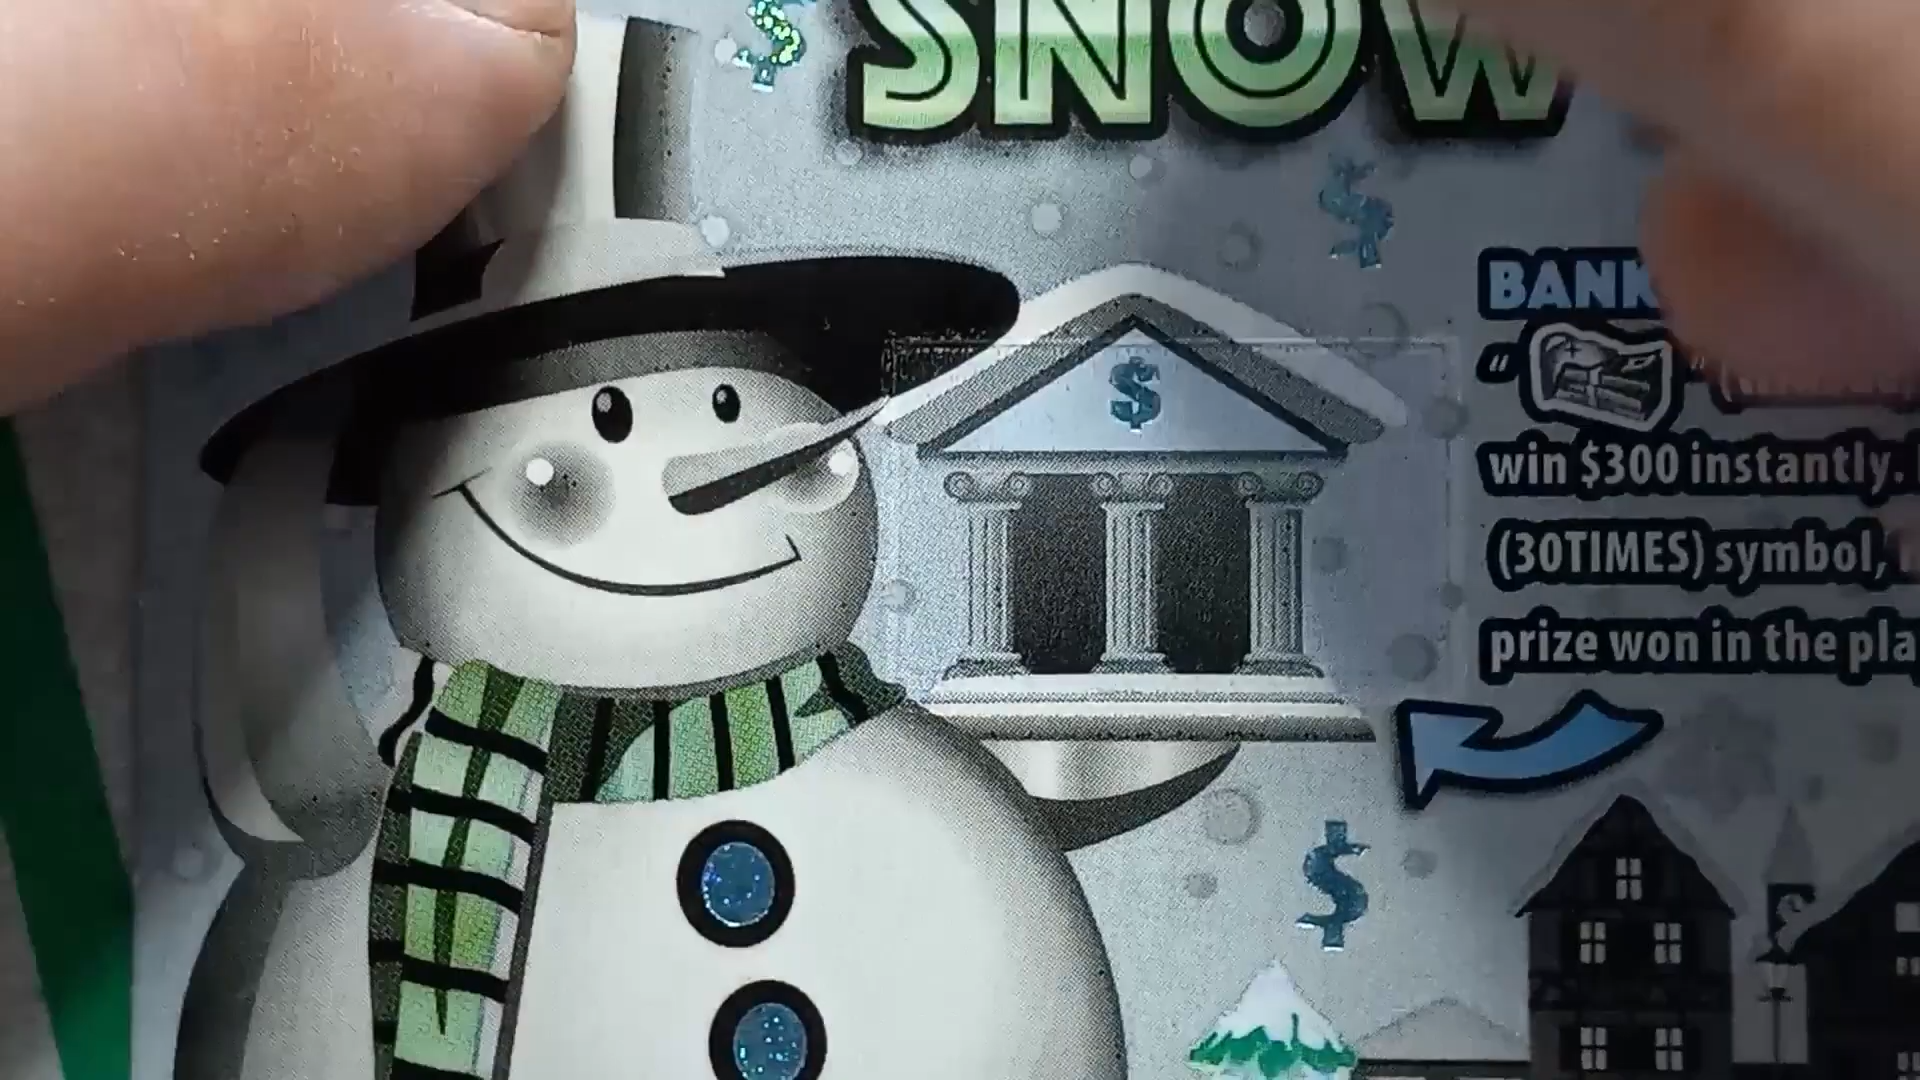 SNOW
BANK
" "
win $300 instantly.
(30TIMES) symbol,
prize won in the pla